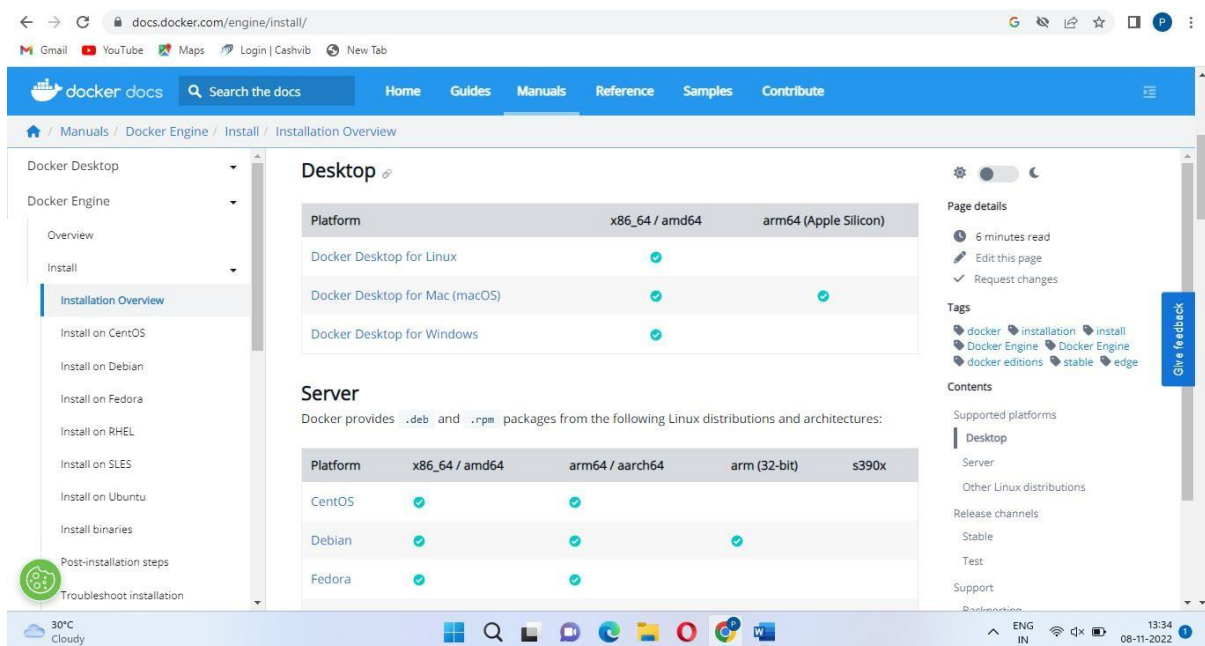 docs.docker.com/engine/install/
G
P
Gmail YouTube Maps Login | Cashvib New Tab
docker docs Search the docs Home Guides Manuals Reference Samples Contribute
/ Manuals / Docker Engine / Install / Installation Overview
Docker Desktop
Docker Engine
Overview
Install
Installation Overview
Install on CentOS
Install on Debian
Install on Fedora
Install on RHEL
Install on SLES
Install on Ubuntu
Install binaries
Post-installation steps
Troubleshoot installation
Desktop
Platform x86_64 / amd64 arm64 (Apple Silicon)
Docker Desktop for Linux
Docker Desktop for Mac (macOS)
Docker Desktop for Windows
Server
Docker provides .deb and .rpm packages from the following Linux distributions and architectures:
Platform x86_64 / amd64 arm64 / aarch64 arm (32-bit) s390x
CentOS
Debian
Fedora
Page details
6 minutes read
Edit this page
Request changes
Tags
docker installation install
Docker Engine Docker Engine
docker editions stable edge
Contents
Supported platforms
Desktop
Server
Other Linux distributions
Release channels
Stable
Test
Support
Backporting
Give feedback
30°C
Cloudy
P
W
ENG
IN
13:34
08-11-2022
1